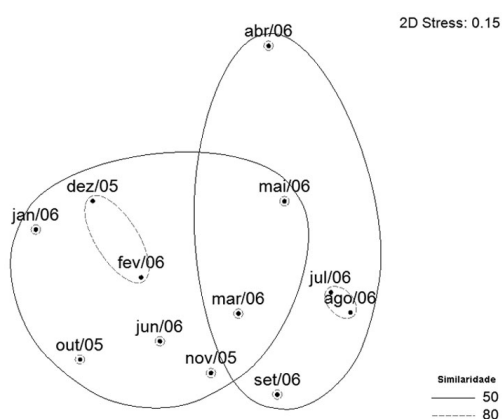 2D Stress: 0.15
abr/06
dez/05
mai/06
jan/06
fev/06
jul/06
ago/06
mar/06
jun/06
out/05
nov/05
set/06
Similaridade
50
80